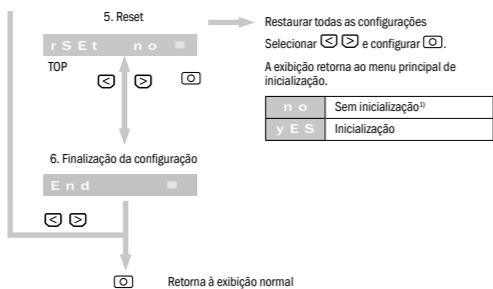 5. Reset
rSEt no
TOP
Restaurar todas as configurações
Selecionar < > e configurar O.
A exibição retorna ao menu principal de
inicialização.
no Sem inicialização¹⁾
yES Inicialização
6. Finalização da configuração
End
Retorna à exibição normal